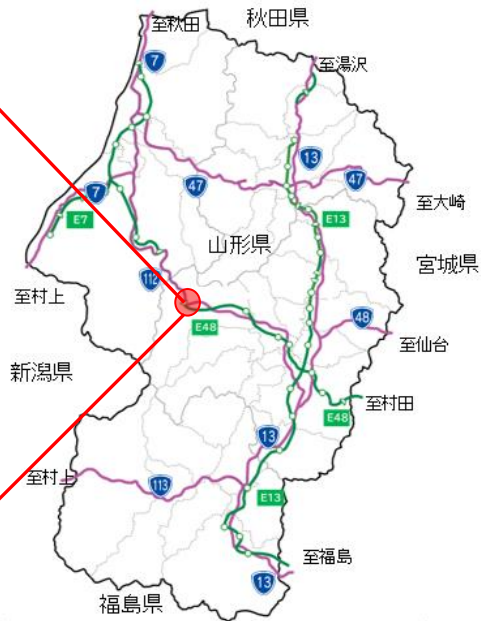 秋田県
至秋田
至湯沢
7
13
47
47
至大崎
7
E7
E13
山形県
宮城県
112
至村上
48
E48
至仙台
新潟県
至村田
E48
13
至村上
113
E13
至福島
13
福島県